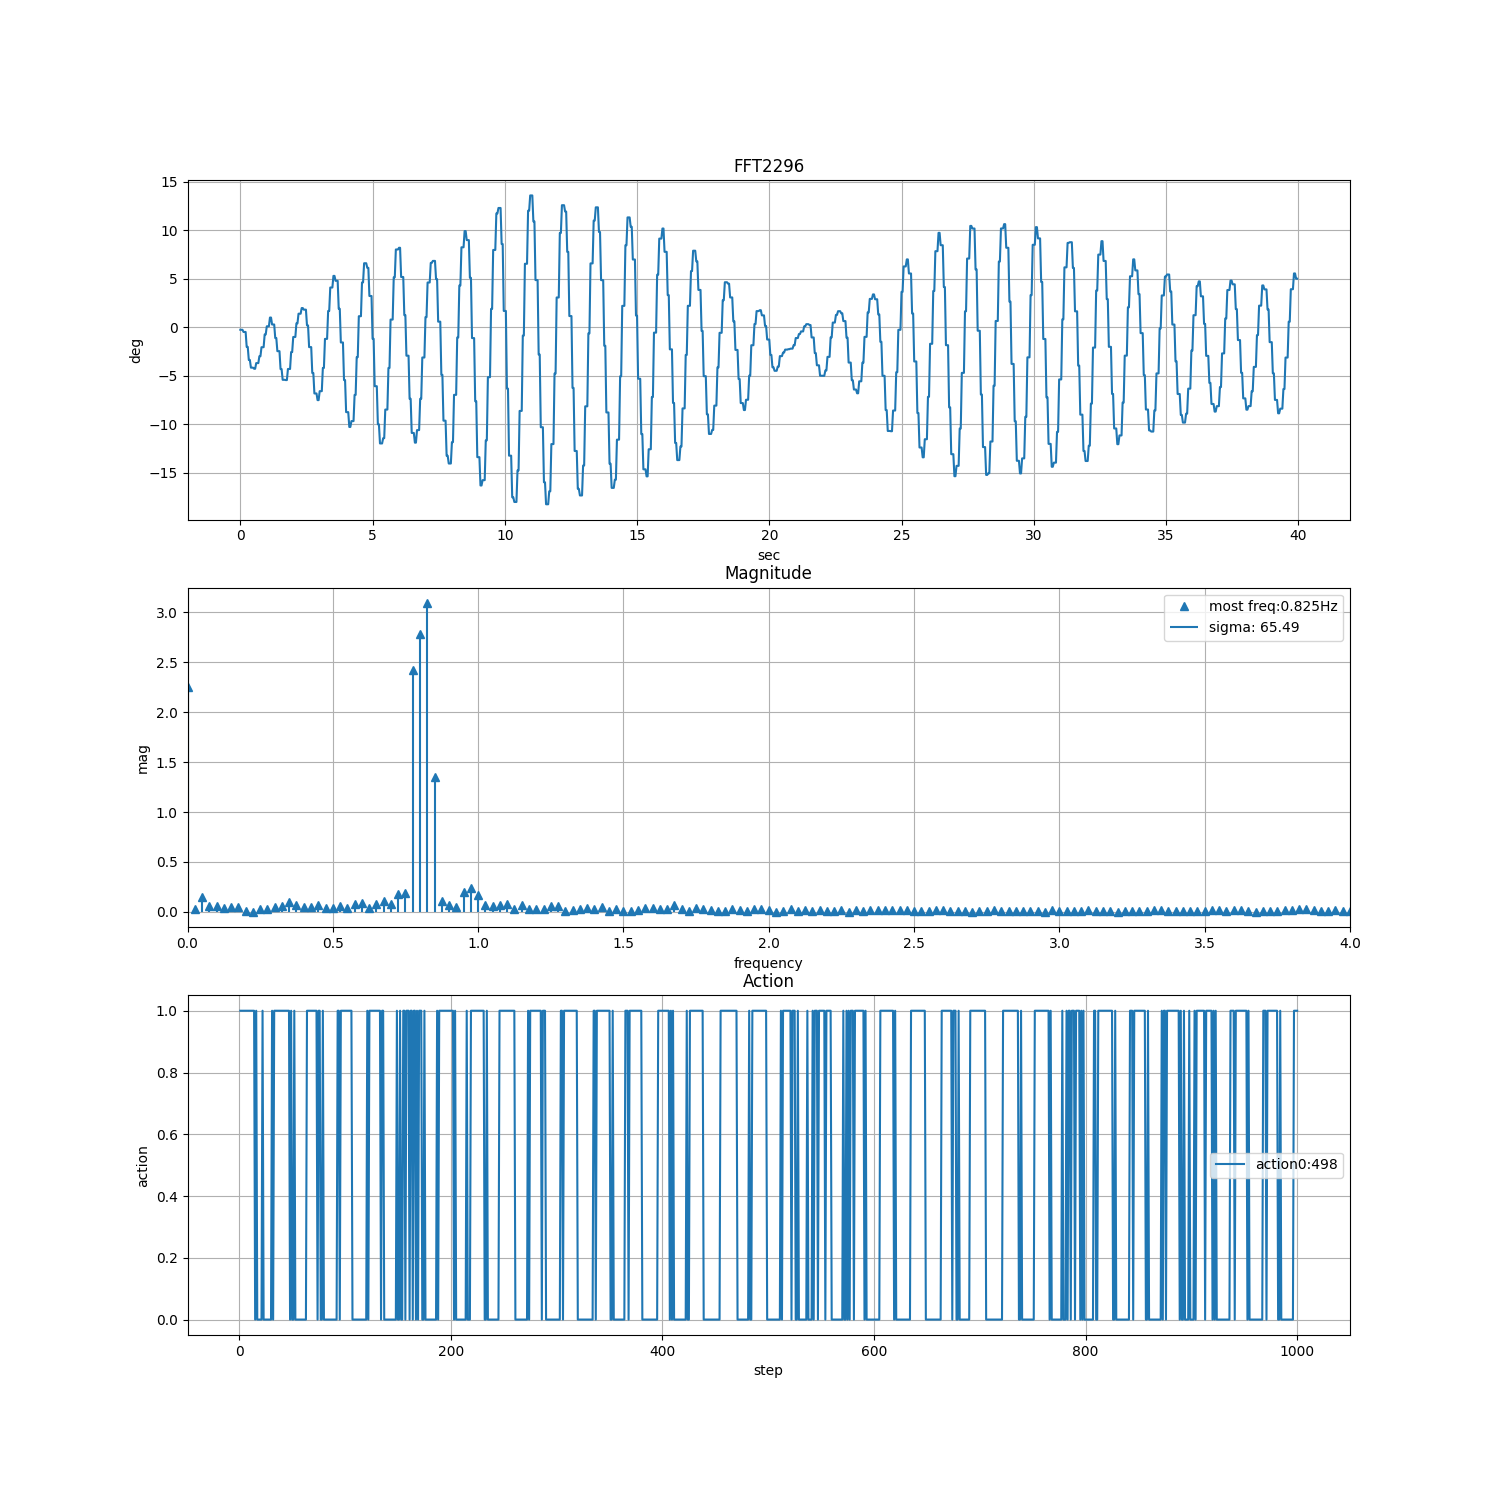 FFT2296
15
10
5
0
−5
−10
−15
deg
0 5 10 15 20 25 30 35 40
sec
Magnitude
3.0
2.5
2.0
1.5
1.0
0.5
0.0
mag
most freq:0.825Hz
sigma: 65.49
0.0 0.5 1.0 1.5 2.0 2.5 3.0 3.5 4.0
frequency
Action
1.0
0.8
0.6
0.4
0.2
0.0
action
action0:498
0 200 400 600 800 1000
step